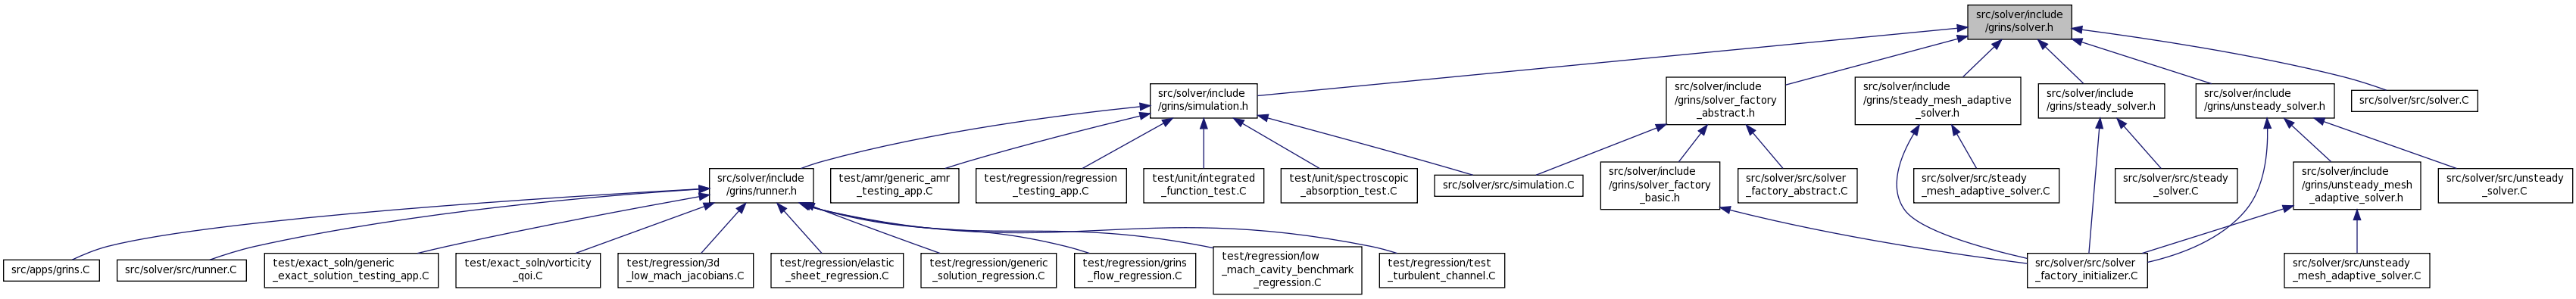 src/solver/include
/grins/solver.h
src/solver/include
/grins/simulation.h
src/solver/include
/grins/solver_factory
_abstract.h
src/solver/include
/grins/steady_mesh_adaptive
_solver.h
src/solver/include
/grins/steady_solver.h
src/solver/include
/grins/unsteady_solver.h
src/solver/src/solver.C
src/solver/include
/grins/runner.h
test/amr/generic_amr
_testing_app.C
test/regression/regression
_testing_app.C
test/unit/integrated
_function_test.C
test/unit/spectroscopic
_absorption_test.C
src/solver/src/simulation.C
src/solver/include
/grins/solver_factory
_basic.h
src/solver/src/solver
_factory_abstract.C
src/solver/src/steady
_mesh_adaptive_solver.C
src/solver/src/steady
_solver.C
src/solver/include
/grins/unsteady_mesh
_adaptive_solver.h
src/solver/src/unsteady
_solver.C
src/apps/grins.C
src/solver/src/runner.C
test/exact_soln/generic
_exact_solution_testing_app.C
test/exact_soln/vorticity
_qoi.C
test/regression/3d
_low_mach_jacobians.C
test/regression/elastic
_sheet_regression.C
test/regression/generic
_solution_regression.C
test/regression/grins
_flow_regression.C
test/regression/low
_mach_cavity_benchmark
_regression.C
test/regression/test
_turbulent_channel.C
src/solver/src/solver
_factory_initializer.C
src/solver/src/unsteady
_mesh_adaptive_solver.C